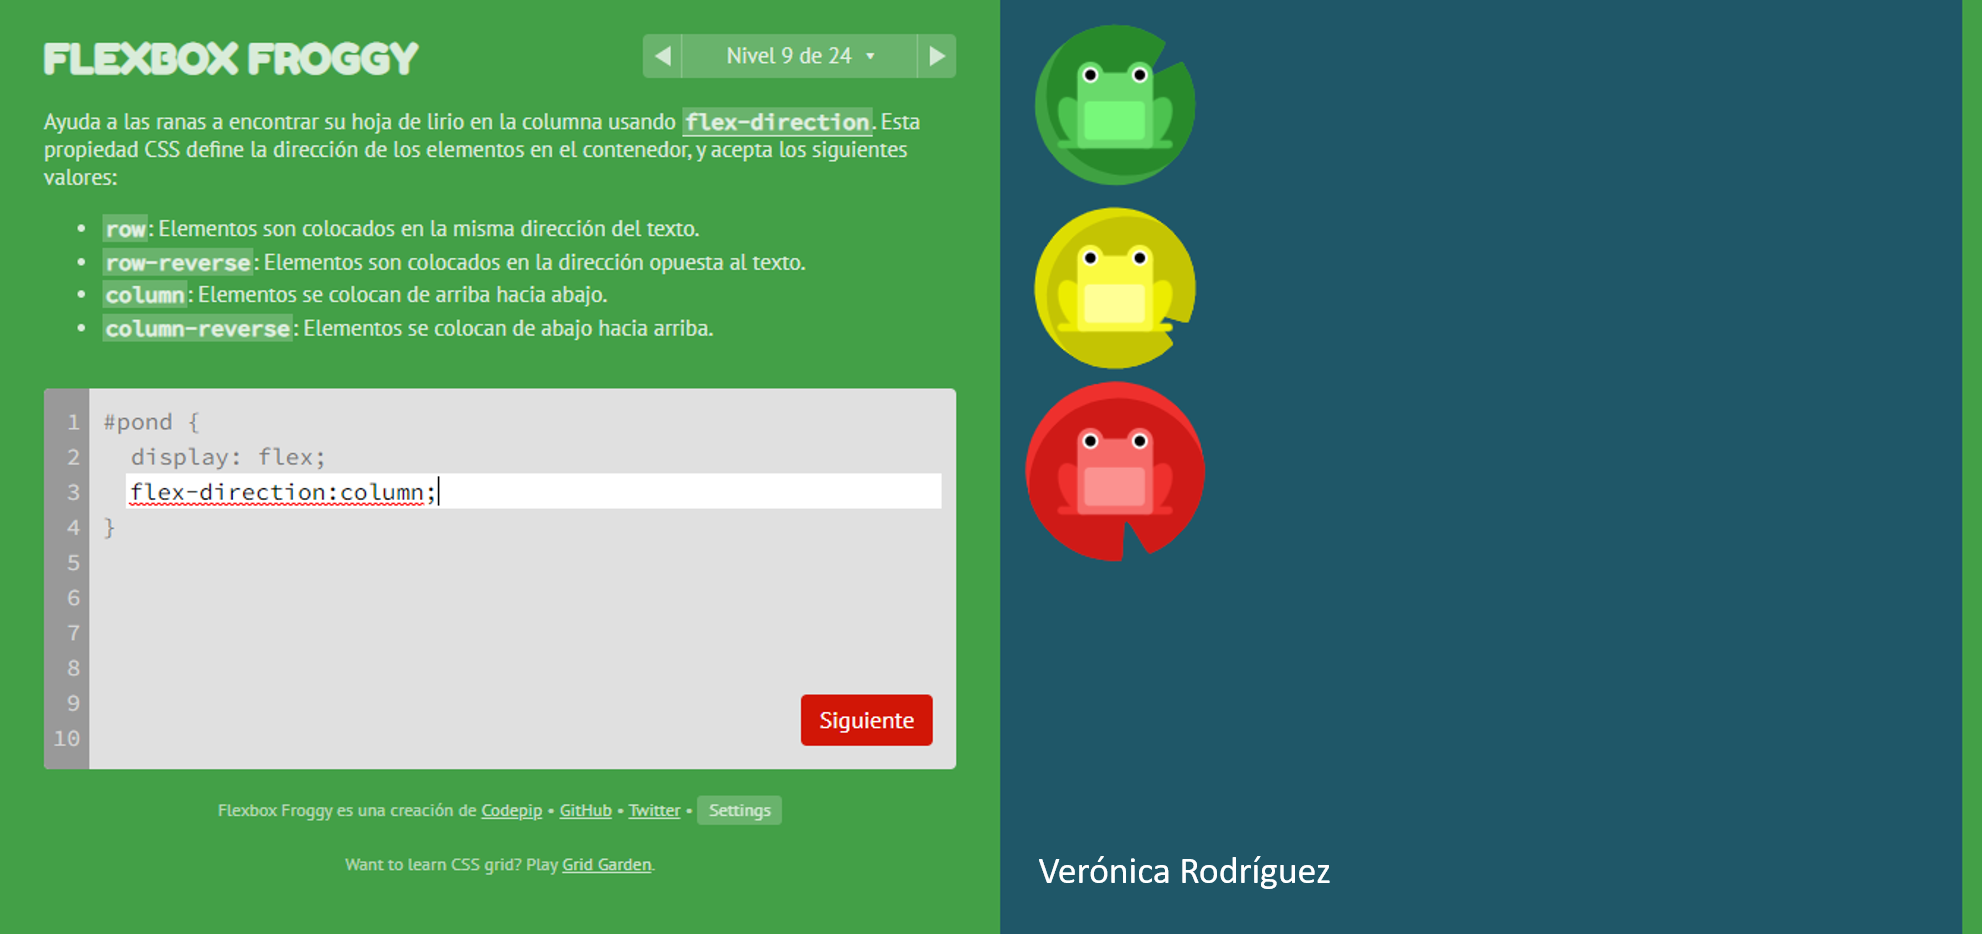 FLEXBOX FROGGY
Nivel 9 de 24
Ayuda a las ranas a encontrar su hoja de lirio en la columna usando flex-direction. Esta
propiedad CSS define la dirección de los elementos en el contenedor, y acepta los siguientes
valores:
• row: Elementos son colocados en la misma dirección del texto.
• row-reverse: Elementos son colocados en la dirección opuesta al texto.
• column: Elementos se colocan de arriba hacia abajo.
• column-reverse: Elementos se colocan de abajo hacia arriba.
1 #pond {
2 display: flex;
3 flex-direction:column;
4 }
5
6
7
8
9
10
Siguiente
Flexbox Froggy es una creación de Codepip • GitHub • Twitter • Settings
Want to learn CSS grid? Play Grid Garden.
Verónica Rodríguez